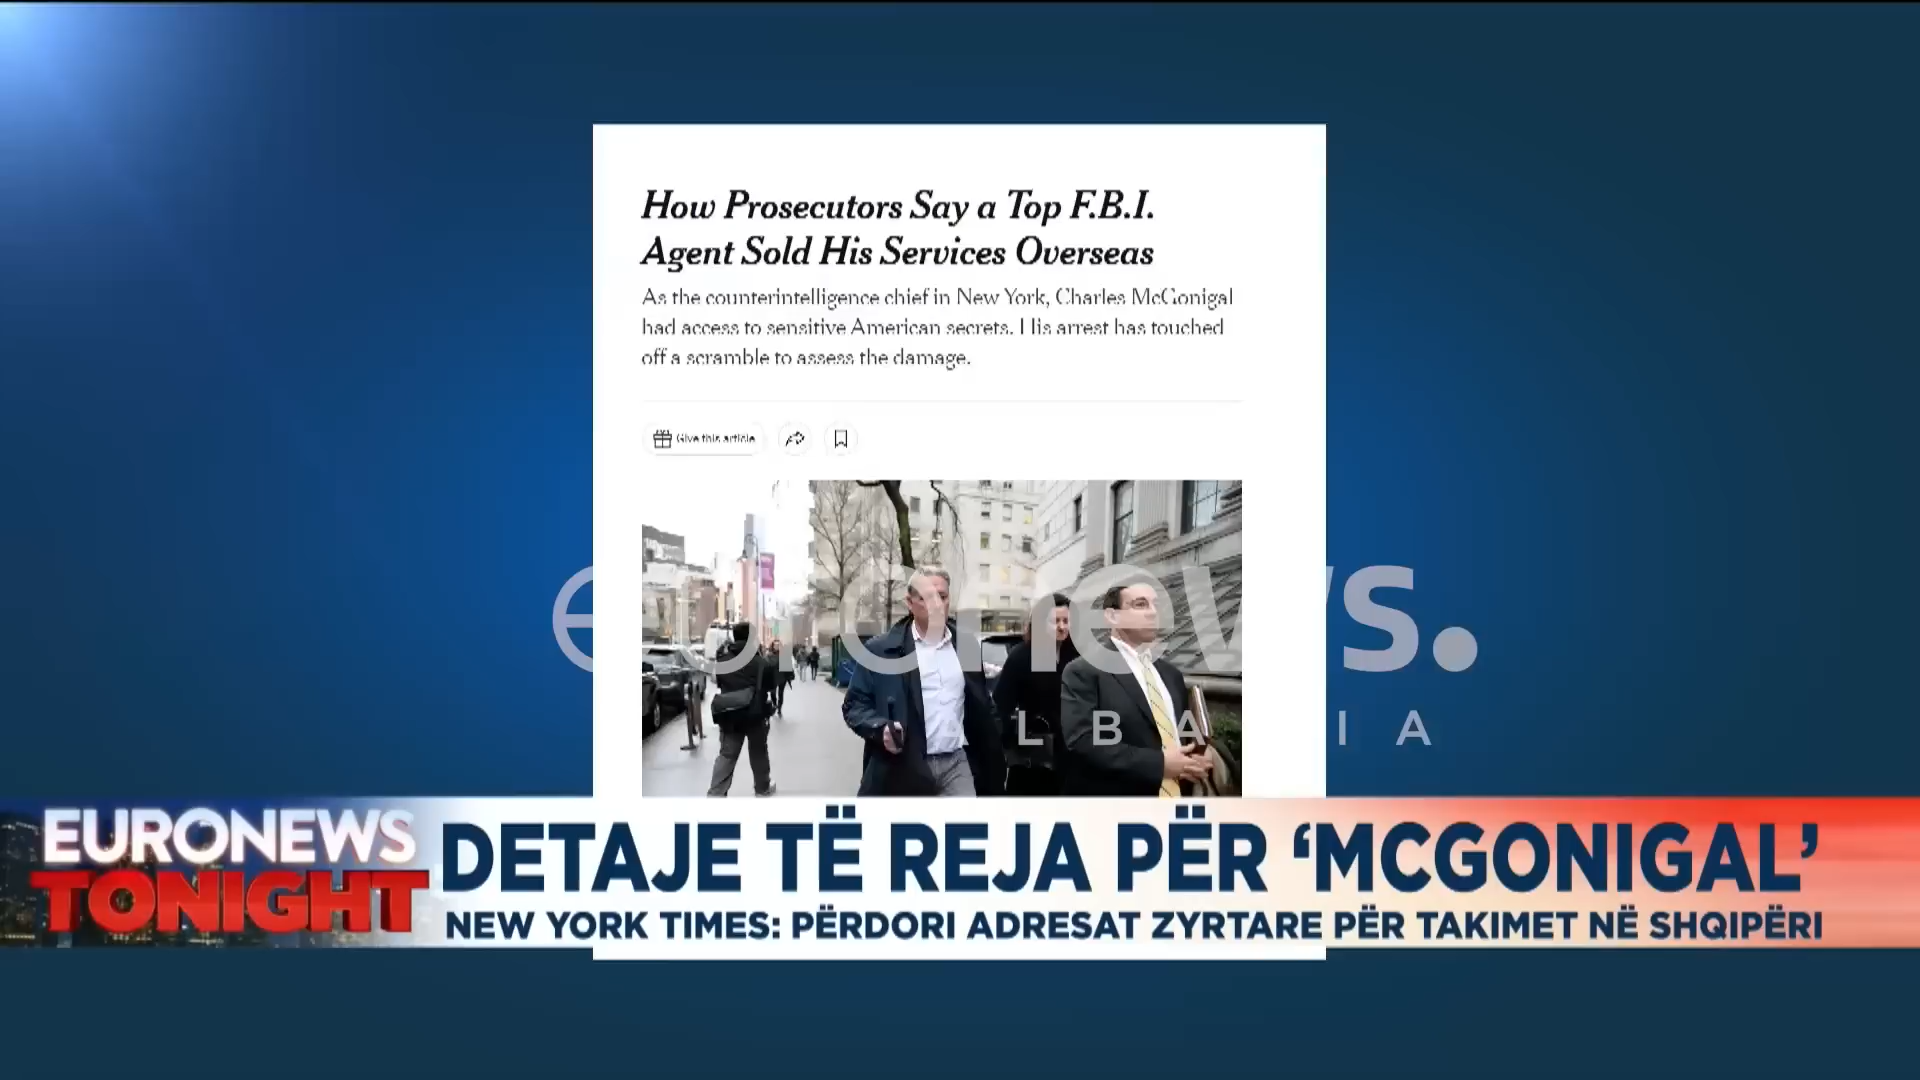 How Prosecutors Say a Top F.B.I.
Agent Sold His Services Overseas
As the counterintelligence chief in New York, Charles McGonigal
had access to sensitive American secrets. His arrest has touched
off a scramble to assess the damage.
Give this article
euronews.
ALBANIA
EURONEWS
TONIGHT
DETAJE TË REJA PËR ‘MCGONIGAL’
NEW YORK TIMES: PËRDORI ADRESAT ZYRTARE PËR TAKIMET NË SHQIPËRI